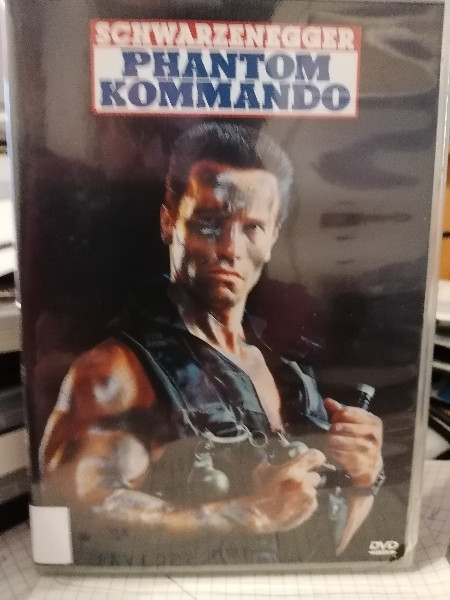 SCHWARZENEGGER
PHANTOM
KOMMANDO
DVD